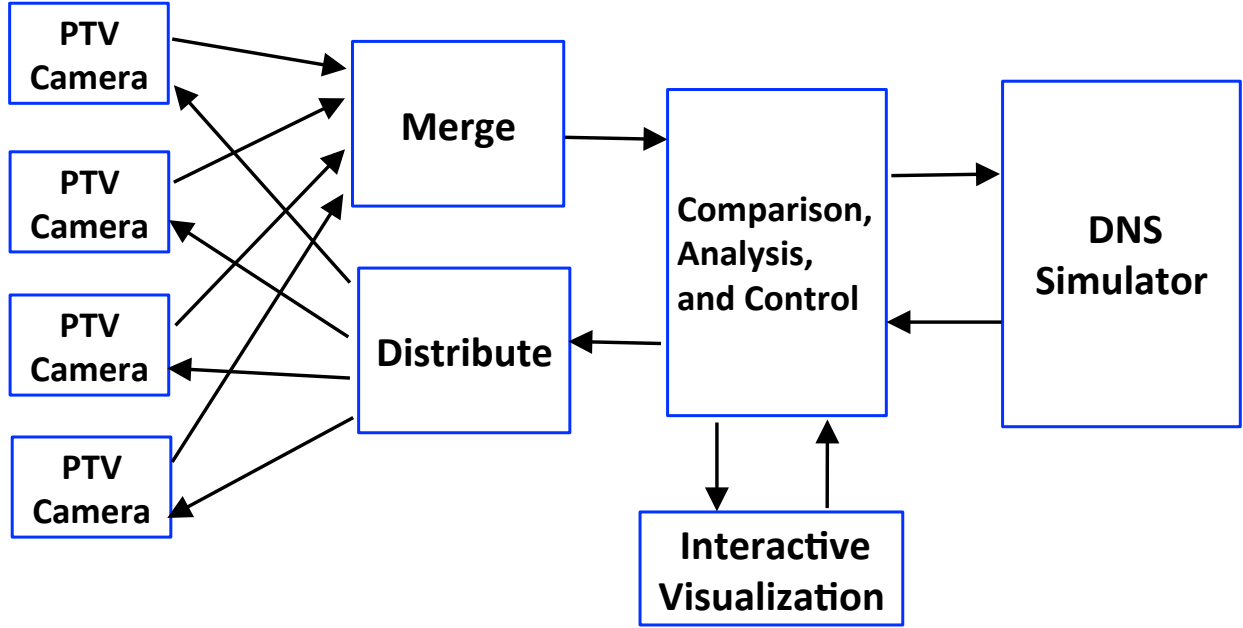 PTV
Camera
PTV
Camera
PTV
Camera
PTV
Camera
Merge
Distribute
Comparison,
Analysis,
and Control
DNS
Simulator
Interactive
Visualization